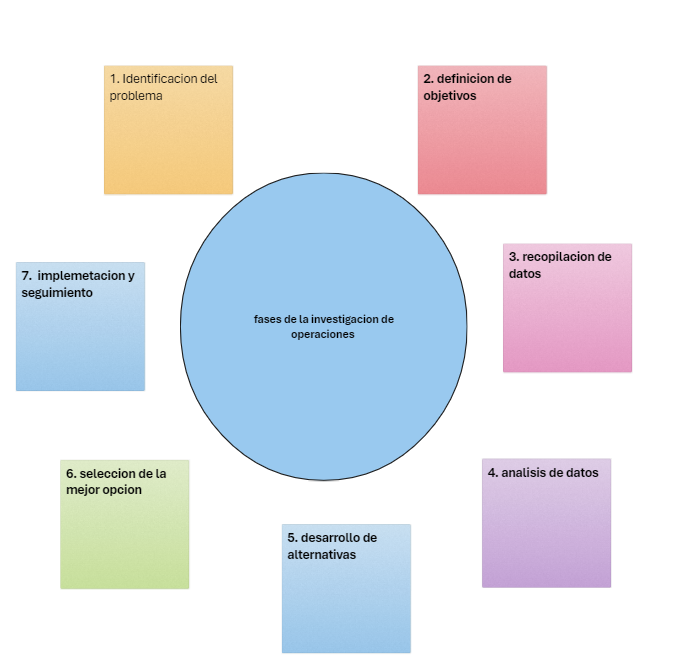 1. Identificacion del
problema
2. definicion de
objetivos
3. recopilacion de
datos
4. analisis de datos
5. desarrollo de
alternativas
6. seleccion de la
mejor opcion
7.  implemetacion y
seguimiento
fases de la investigacion de
operaciones